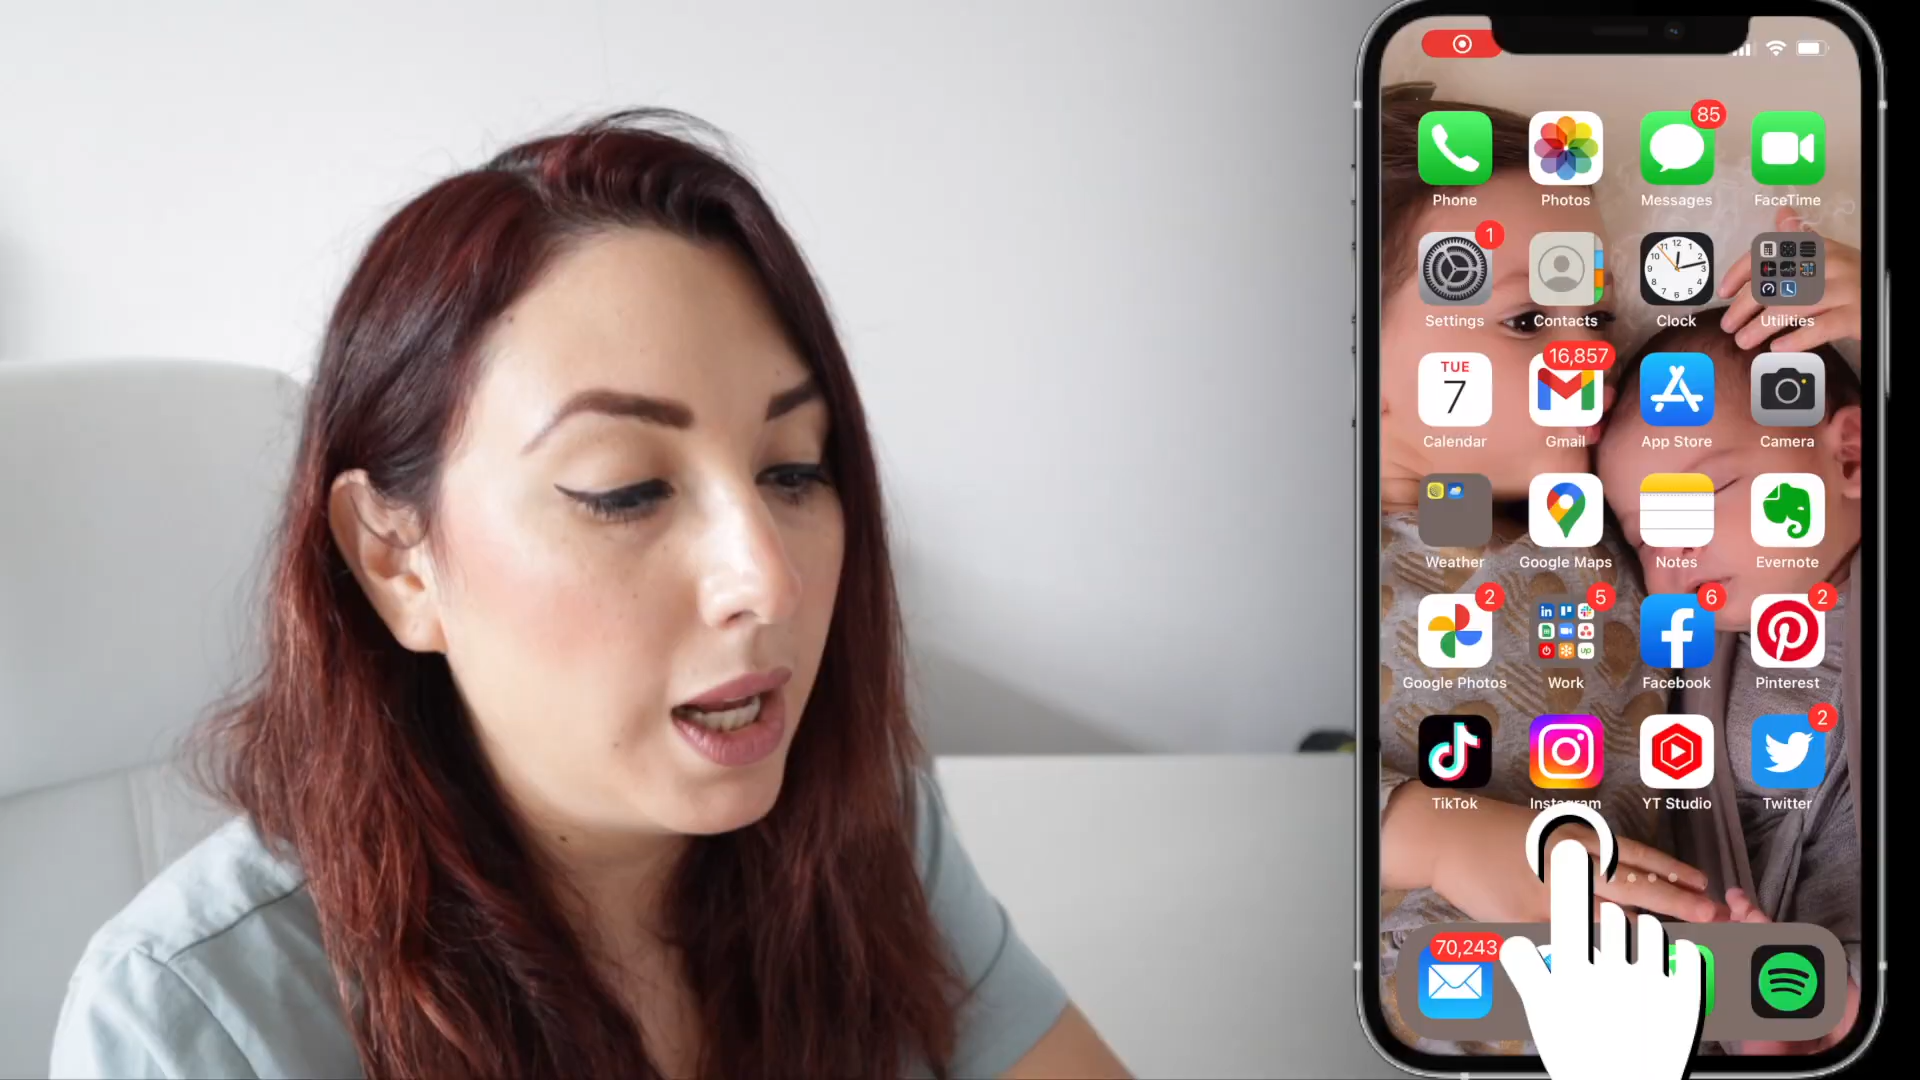 85
Phone Photos Messages FaceTime
1
Settings Contacts Clock Utilities
TUE
7
16,857
Calendar Gmail App Store Camera
Weather Google Maps Notes Evernote
2 5 6 2
Google Photos Work Facebook Pinterest
2
TikTok Instagram YT Studio Twitter
70,243